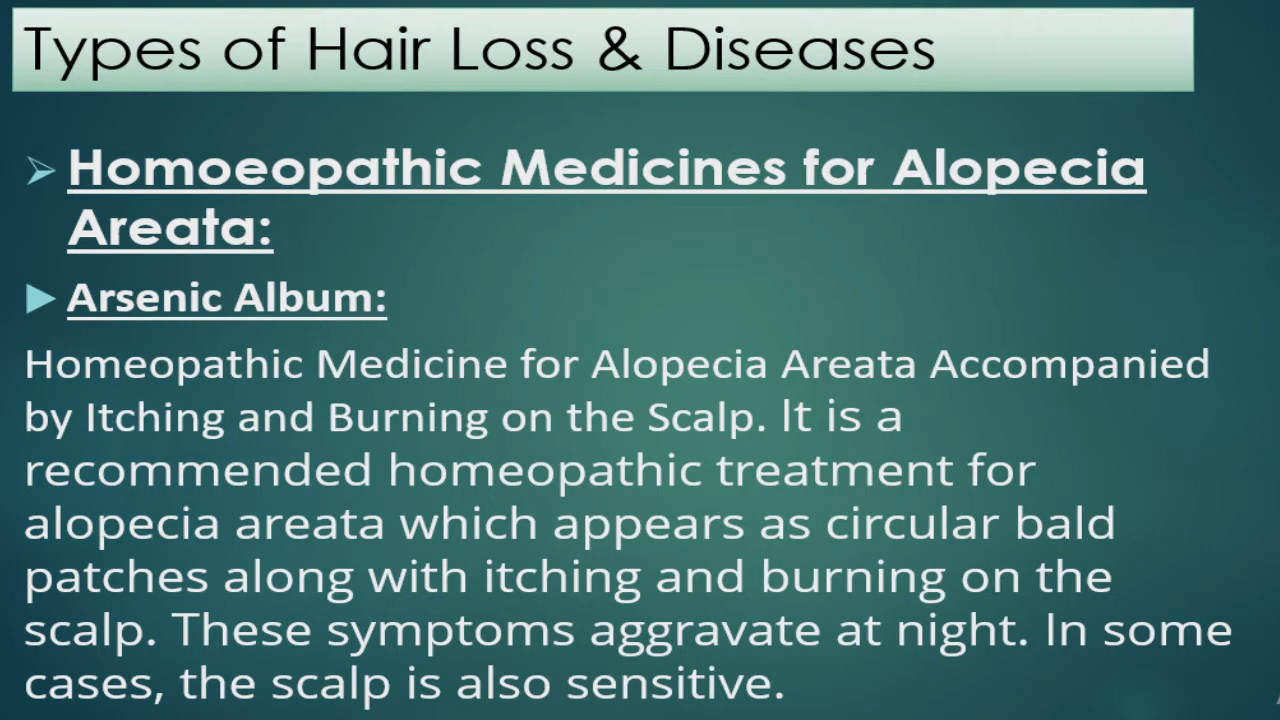 Types of Hair Loss & Diseases
Homoeopathic Medicines for Alopecia
Areata:
Arsenic Album:
Homeopathic Medicine for Alopecia Areata Accompanied
by Itching and Burning on the Scalp. It is a
recommended homeopathic treatment for
alopecia areata which appears as circular bald
patches along with itching and burning on the
scalp. These symptoms aggravate at night. In some
cases, the scalp is also sensitive.